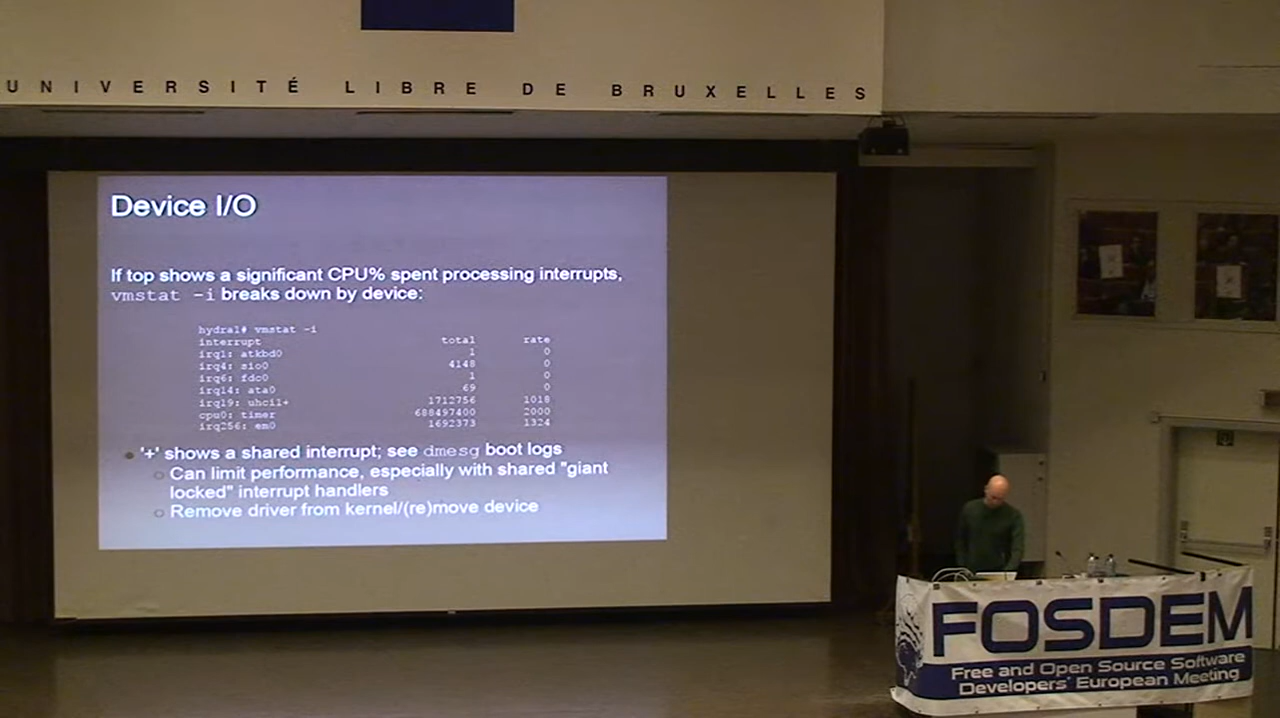 UNIVERSITÉ LIBRE DE BRUXELLES
Device I/O
If top shows a significant CPU% spent processing interrupts,
vmstat -i breaks down by device:
hydra1# vmstat -i
interrupt total rate
irq1: atkbd0 1 0
irq4: sio0 4148 0
irq6: fdc0 1 0
irq14: ata0 69 0
irq19: uhci1+ 1712756 1018
cpu0: timer 688497400 2000
irq256: em0 1692373 1324
'+' shows a shared interrupt; see dmesg boot logs
Can limit performance, especially with shared "giant
locked" interrupt handlers
Remove driver from kernel/(re)move device
FOSDEM
Free and Open Source Software
Developers' European Meeting